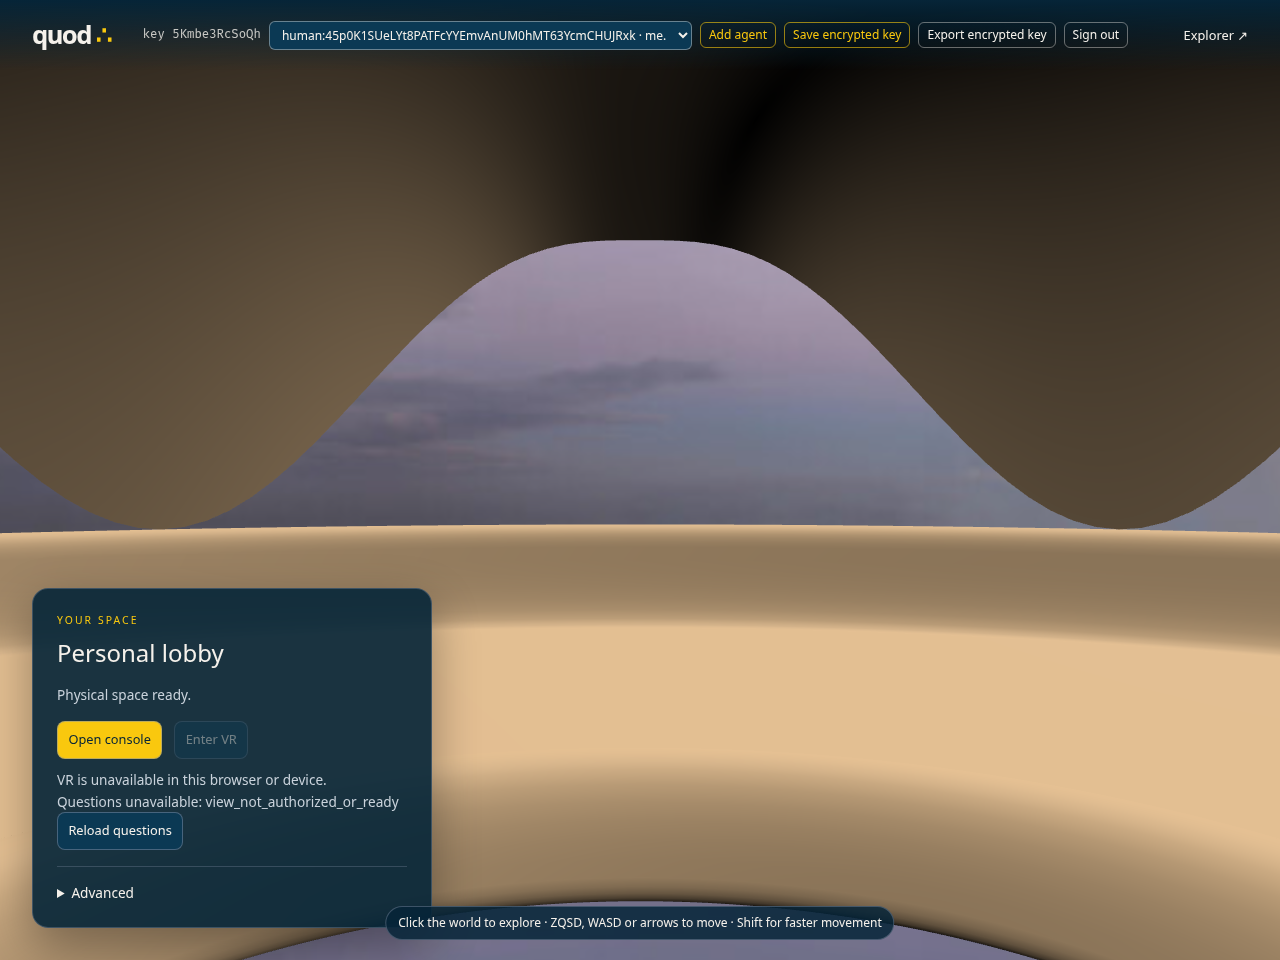 quod
key 5Kmbe3RcSoQh
human:45p0K1SUeLYt8PATFcYYEmvAnUM0hMT63YcmCHUJRxk · me.
Add agent
Save encrypted key
Export encrypted key
Sign out
Explorer ↗
YOUR SPACE
Personal lobby
Physical space ready.
Open console
Enter VR
VR is unavailable in this browser or device.
Questions unavailable: view_not_authorized_or_ready
Reload questions
Advanced
Click the world to explore · ZQSD, WASD or arrows to move · Shift for faster movement